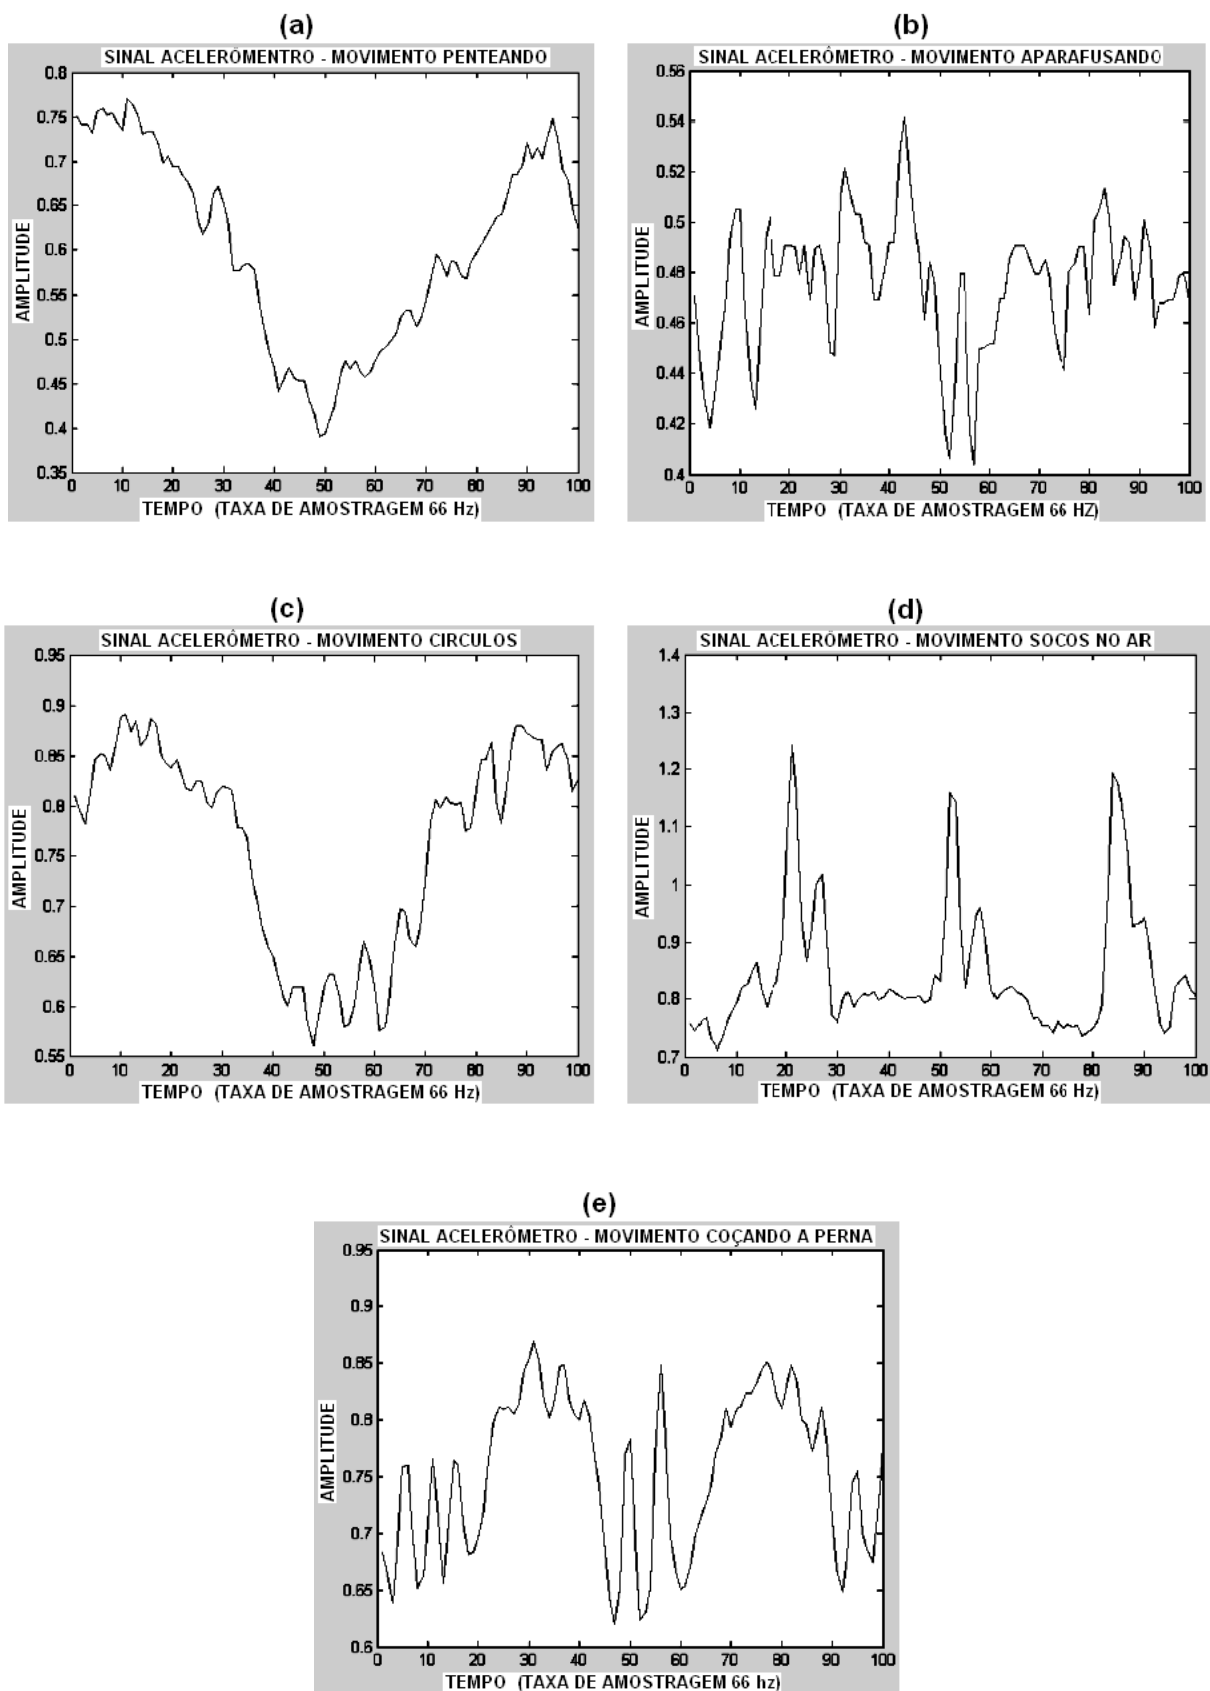 (a)
SINAL ACELERÔMENTRO - MOVIMENTO PENTEANDO
0.8
0.75
0.7
0.65
0.6
0.55
0.5
0.45
0.4
0.35
AMPLITUDE
0 10 20 30 40 50 60 70 80 90 100
TEMPO (TAXA DE AMOSTRAGEM 66 Hz)
(b)
SINAL ACELERÔMETRO - MOVIMENTO APARAFUSANDO
0.56
0.54
0.52
0.5
0.48
0.46
0.44
0.42
0.4
AMPLITUDE
0 10 20 30 40 50 60 70 80 90 100
TEMPO (TAXA DE AMOSTRAGEM 66 HZ)
(c)
SINAL ACELERÔMETRO - MOVIMENTO CIRCULOS
0.95
0.9
0.85
0.8
0.75
0.7
0.65
0.6
0.55
AMPLITUDE
0 10 20 30 40 50 60 70 80 90 100
TEMPO (TAXA DE AMOSTRAGEM 66 Hz)
(d)
SINAL ACELERÔMETRO - MOVIMENTO SOCOS NO AR
1.4
1.3
1.2
1.1
1
0.9
0.8
0.7
AMPLITUDE
0 10 20 30 40 50 60 70 80 90 100
TEMPO (TAXA DE AMOSTRAGEM 66 Hz)
(e)
SINAL ACELERÔMETRO - MOVIMENTO COÇANDO A PERNA
0.95
0.9
0.85
0.8
0.75
0.7
0.65
0.6
AMPLITUDE
0 10 20 30 40 50 60 70 80 90 100
TEMPO (TAXA DE AMOSTRAGEM 66 hz)